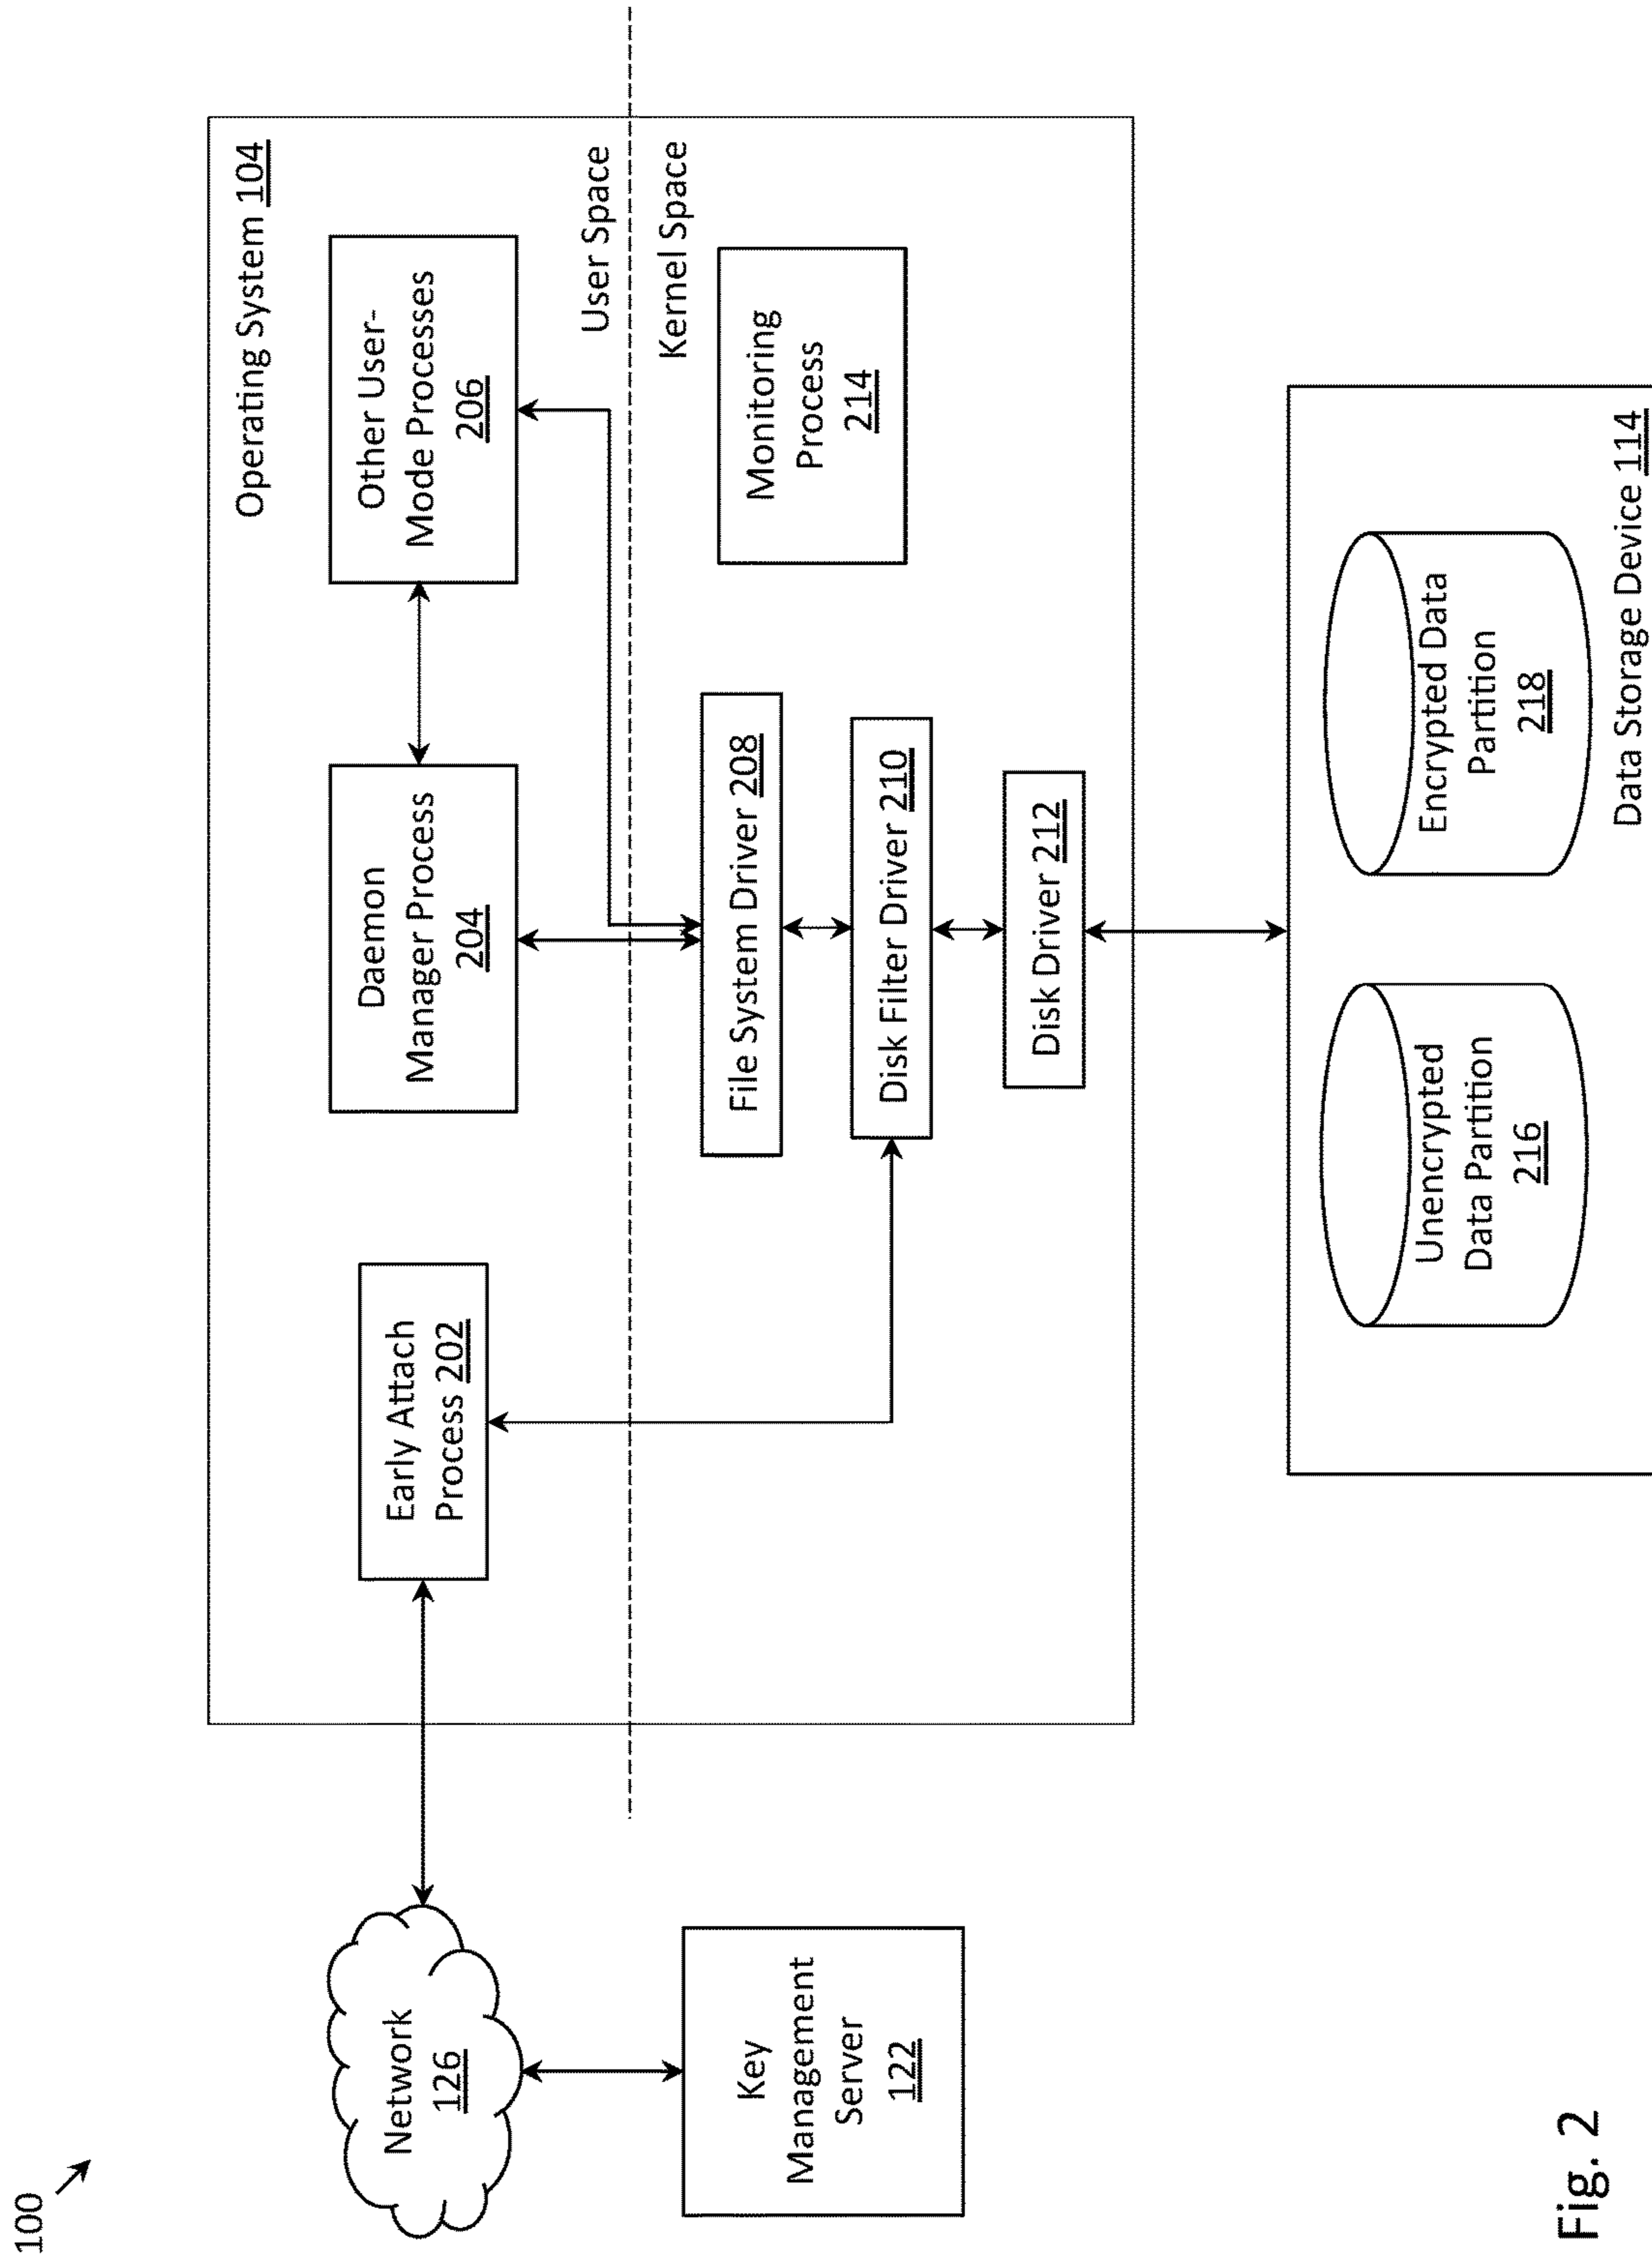 100
Operating System 104
Network
126
Early Attach
Process 202
Daemon
Manager Process
204
Other User-
Mode Processes
206
User Space
Kernel Space
Key
Management
Server
122
File System Driver 208
Monitoring
Process
214
Disk Filter Driver 210
Disk Driver 212
Unencrypted
Data Partition
216
Encrypted Data
Partition
218
Data Storage Device 114
Fig. 2